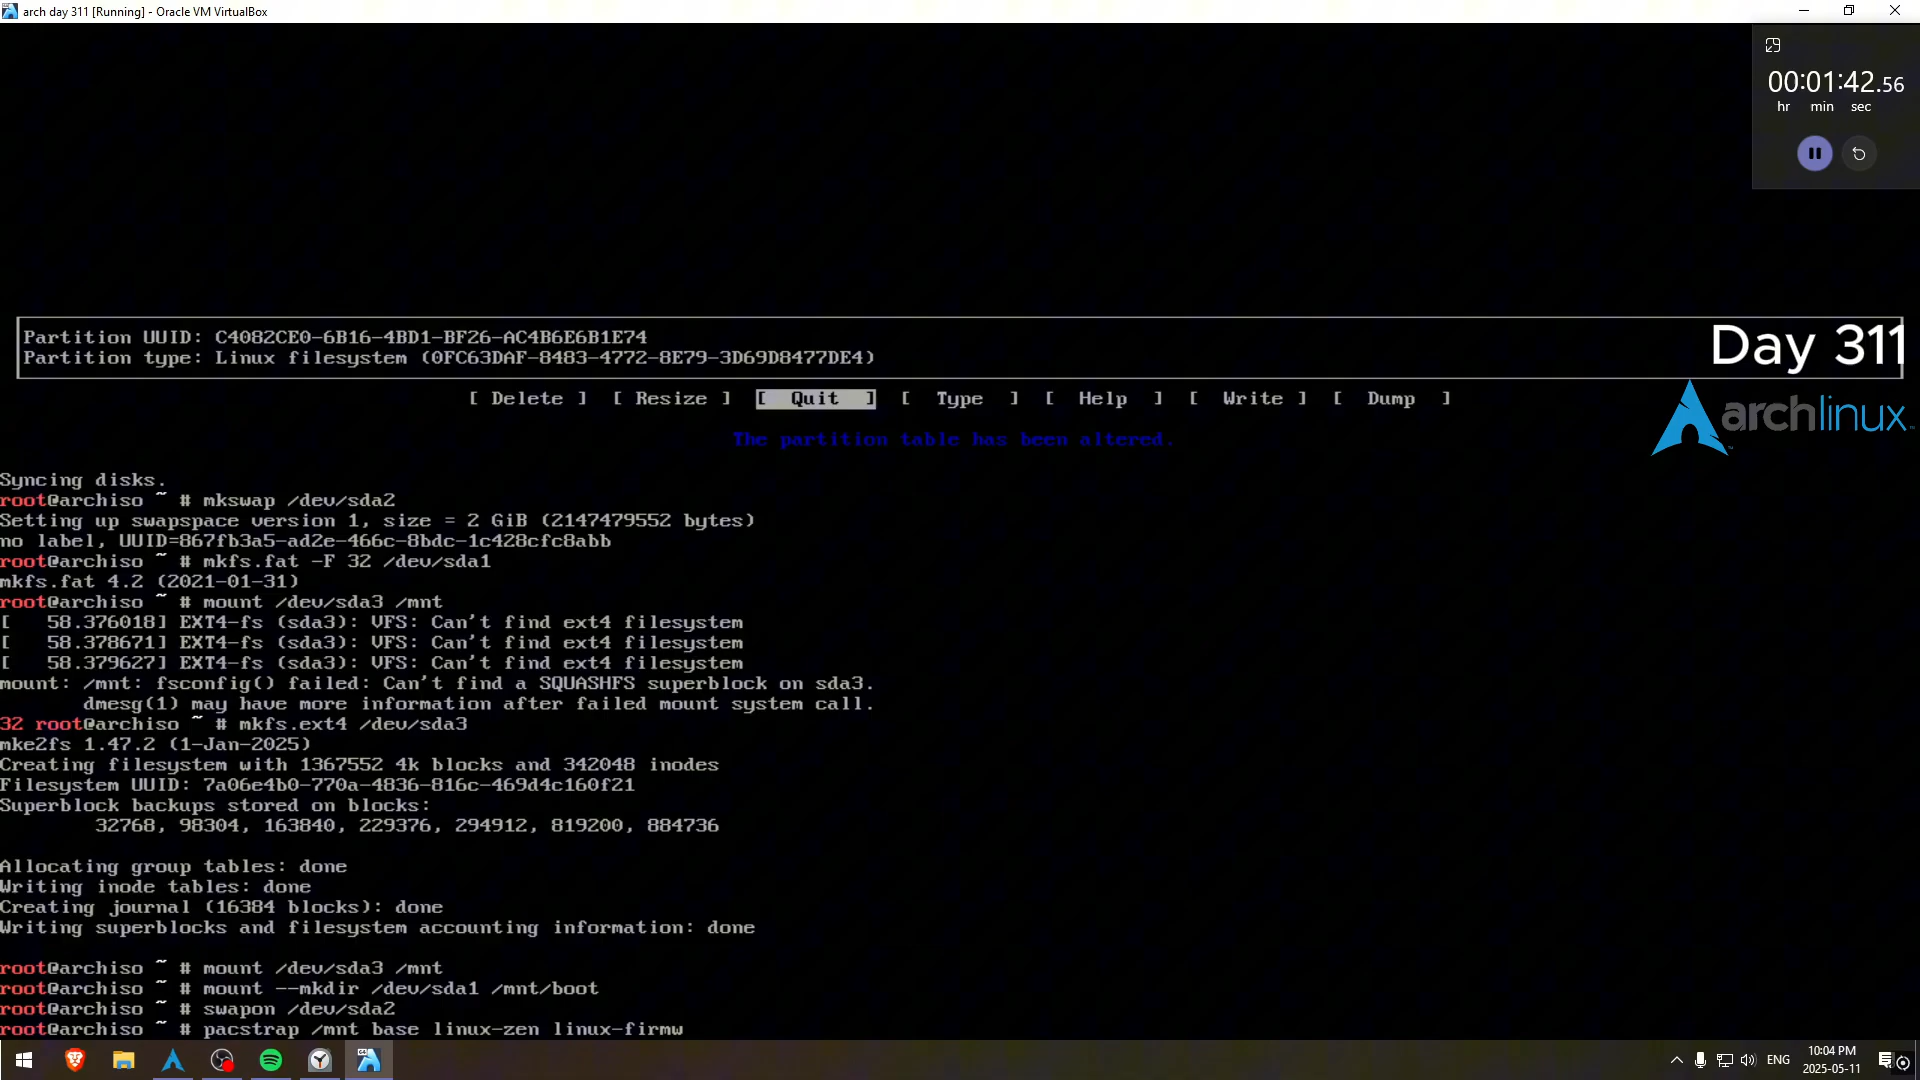 arch day 311 [Running] - Oracle VM VirtualBox
00:01:42.56
hr min sec
Partition UUID: C4082CE0-6B16-4BD1-BF26-AC4B6E6B1E74
Partition type: Linux filesystem (0FC63DAF-8483-4772-8E79-3D69D8477DE4)
Day 311
[ Delete ] [ Resize ] [ Quit ] [ Type ] [ Help ] [ Write ] [ Dump ]
archlinux™
The partition table has been altered.
Syncing disks.
root@archiso ~ # mkswap /dev/sda2
Setting up swapspace version 1, size = 2 GiB (2147479552 bytes)
no label, UUID=867fb3a5-ad2e-466c-8bdc-1c428cfc8abb
root@archiso ~ # mkfs.fat -F 32 /dev/sda1
mkfs.fat 4.2 (2021-01-31)
root@archiso ~ # mount /dev/sda3 /mnt
[   58.376018] EXT4-fs (sda3): VFS: Can't find ext4 filesystem
[   58.378671] EXT4-fs (sda3): VFS: Can't find ext4 filesystem
[   58.379627] EXT4-fs (sda3): VFS: Can't find ext4 filesystem
mount: /mnt: fsconfig() failed: Can't find a SQUASHFS superblock on sda3.
dmesg(1) may have more information after failed mount system call.
32 root@archiso ~ # mkfs.ext4 /dev/sda3
mke2fs 1.47.2 (1-Jan-2025)
Creating filesystem with 1367552 4k blocks and 342048 inodes
Filesystem UUID: 7a06e4b0-770a-4836-816c-469d4c160f21
Superblock backups stored on blocks:
32768, 98304, 163840, 229376, 294912, 819200, 884736
Allocating group tables: done
Writing inode tables: done
Creating journal (16384 blocks): done
Writing superblocks and filesystem accounting information: done
root@archiso ~ # mount /dev/sda3 /mnt
root@archiso ~ # mount --mkdir /dev/sda1 /mnt/boot
root@archiso ~ # swapon /dev/sda2
root@archiso ~ # pacstrap /mnt base linux-zen linux-firmw
ENG
10:04 PM
2025-05-11